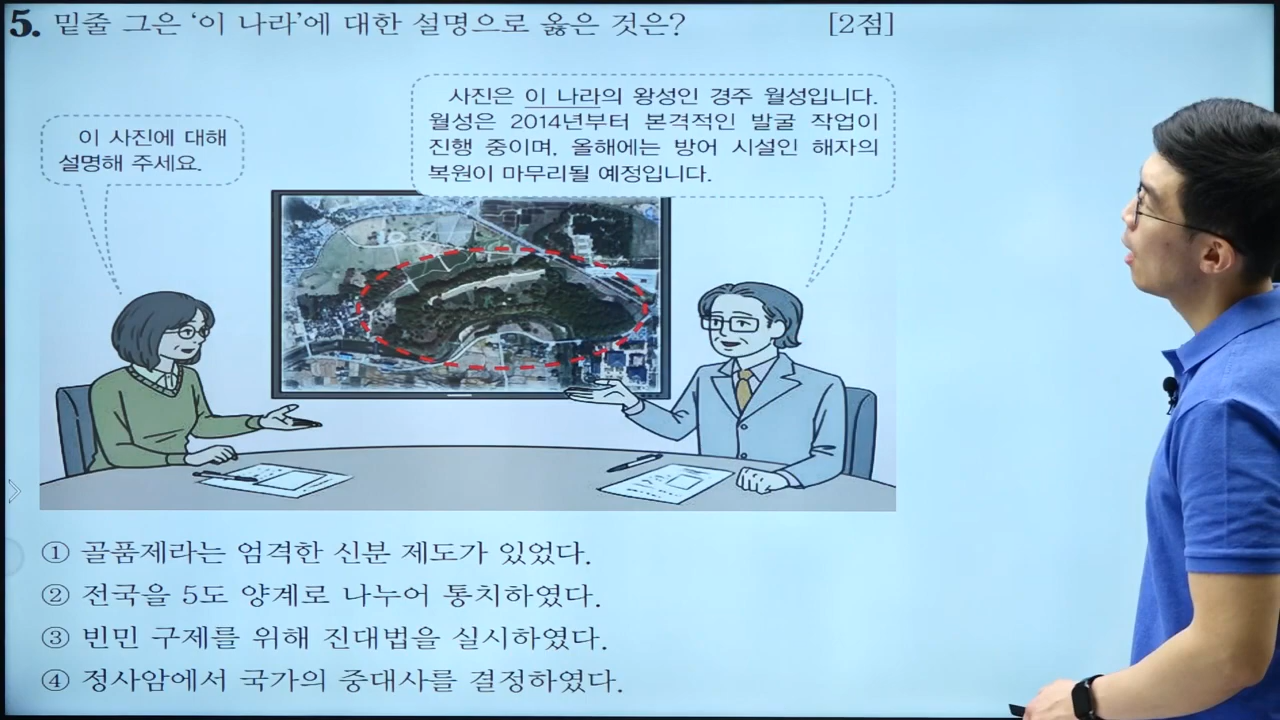 5. 밑줄 그은 ‘이 나라’에 대한 설명으로 옳은 것은? [2점]
이 사진에 대해
설명해 주세요.
사진은 이 나라의 왕성인 경주 월성입니다.
월성은 2014년부터 본격적인 발굴 작업이
진행 중이며, 올해에는 방어 시설인 해자의
복원이 마무리될 예정입니다.
① 골품제라는 엄격한 신분 제도가 있었다.
② 전국을 5도 양계로 나누어 통치하였다.
③ 빈민 구제를 위해 진대법을 실시하였다.
④ 정사암에서 국가의 중대사를 결정하였다.